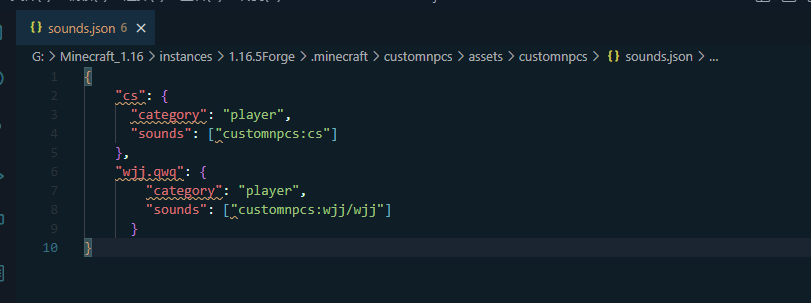 sounds.json 6 ×
G: > Minecraft_1.16 > instances > 1.16.5Forge > .minecraft > customnpcs > assets > customnpcs > {} sounds.json > ...
1 {
2 "cs": {
3 "category": "player",
4 "sounds": ["customnpcs:cs"]
5 },
6 "wjj.qwq": {
7 "category": "player",
8 "sounds": ["customnpcs:wjj/wjj"]
9 }
10 }